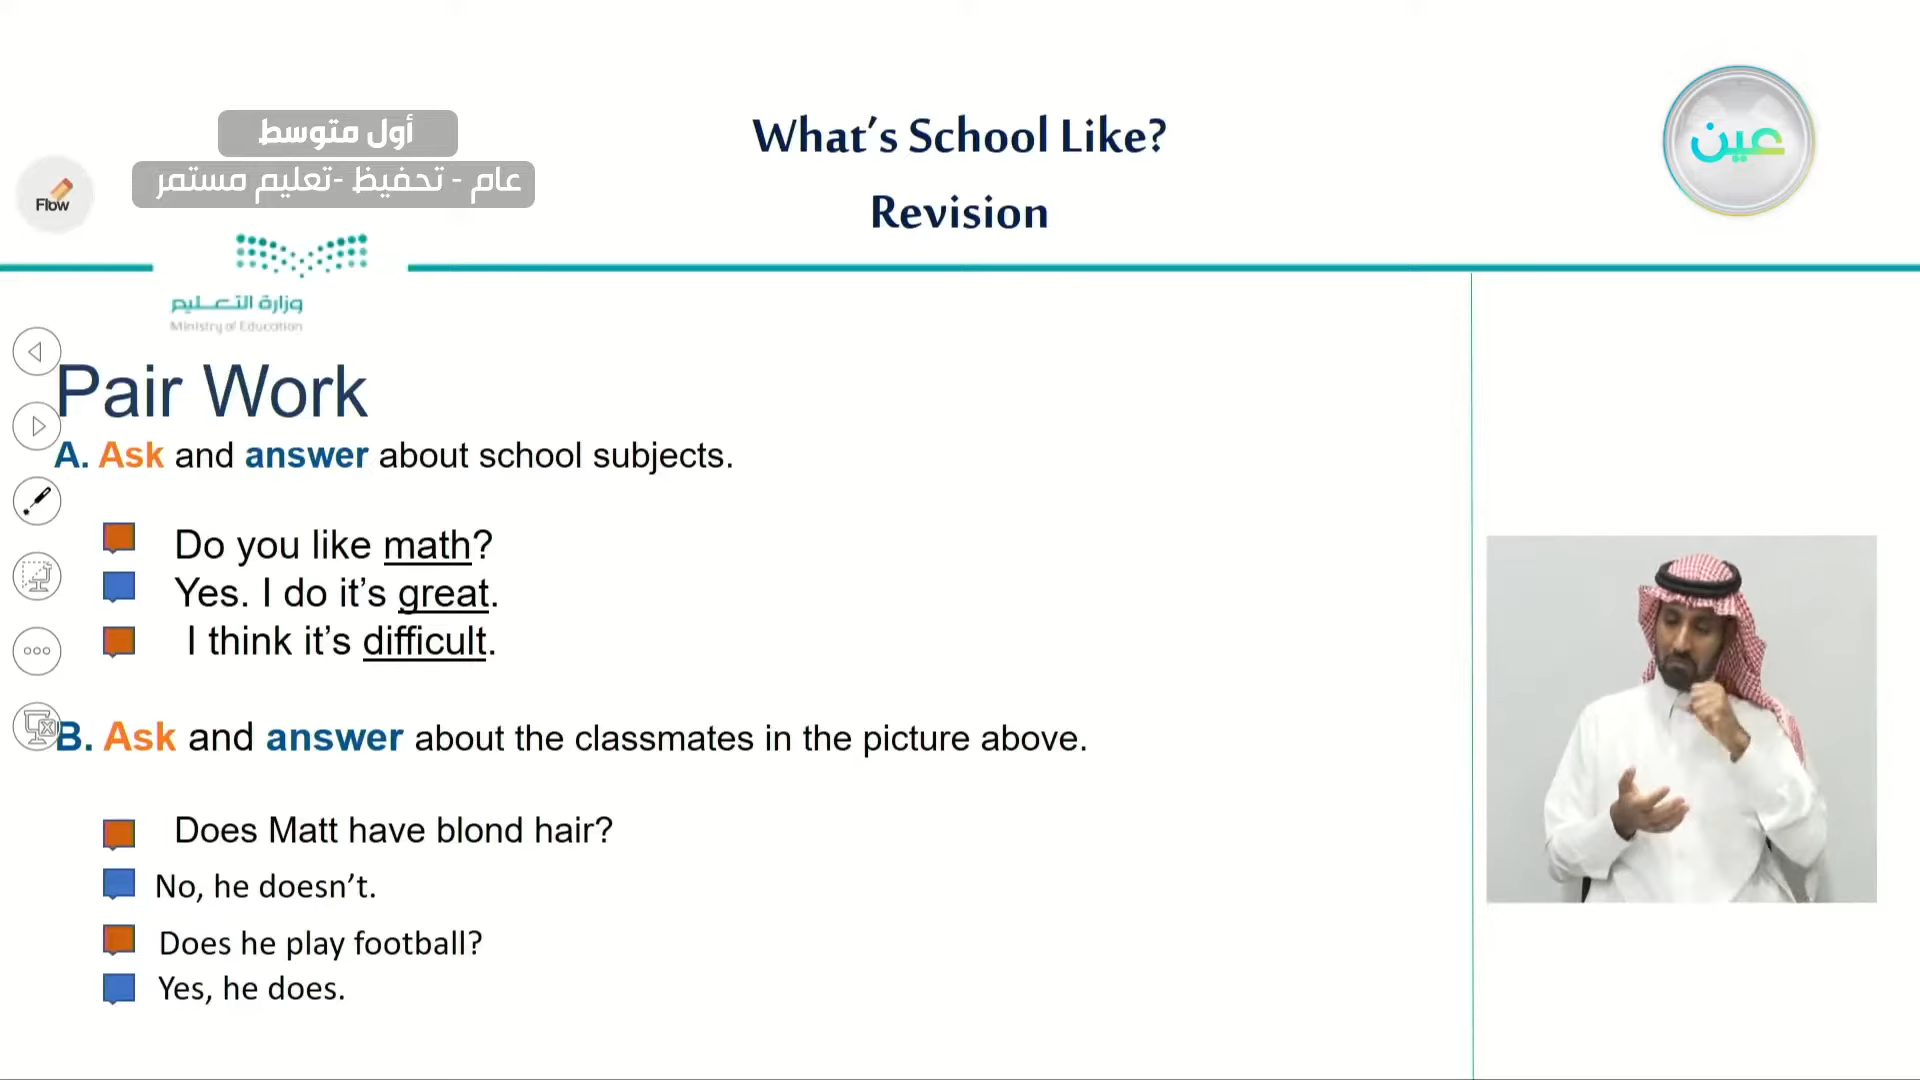 What's School Like?
Revision
أول متوسط
عام - تحفيظ -تعليم مستمر
Flow
عين
وزارة التعليم
Ministry of Education
Pair Work
A. Ask and answer about school subjects.
Do you like math?
Yes. I do it's great.
I think it's difficult.
B. Ask and answer about the classmates in the picture above.
Does Matt have blond hair?
No, he doesn't.
Does he play football?
Yes, he does.